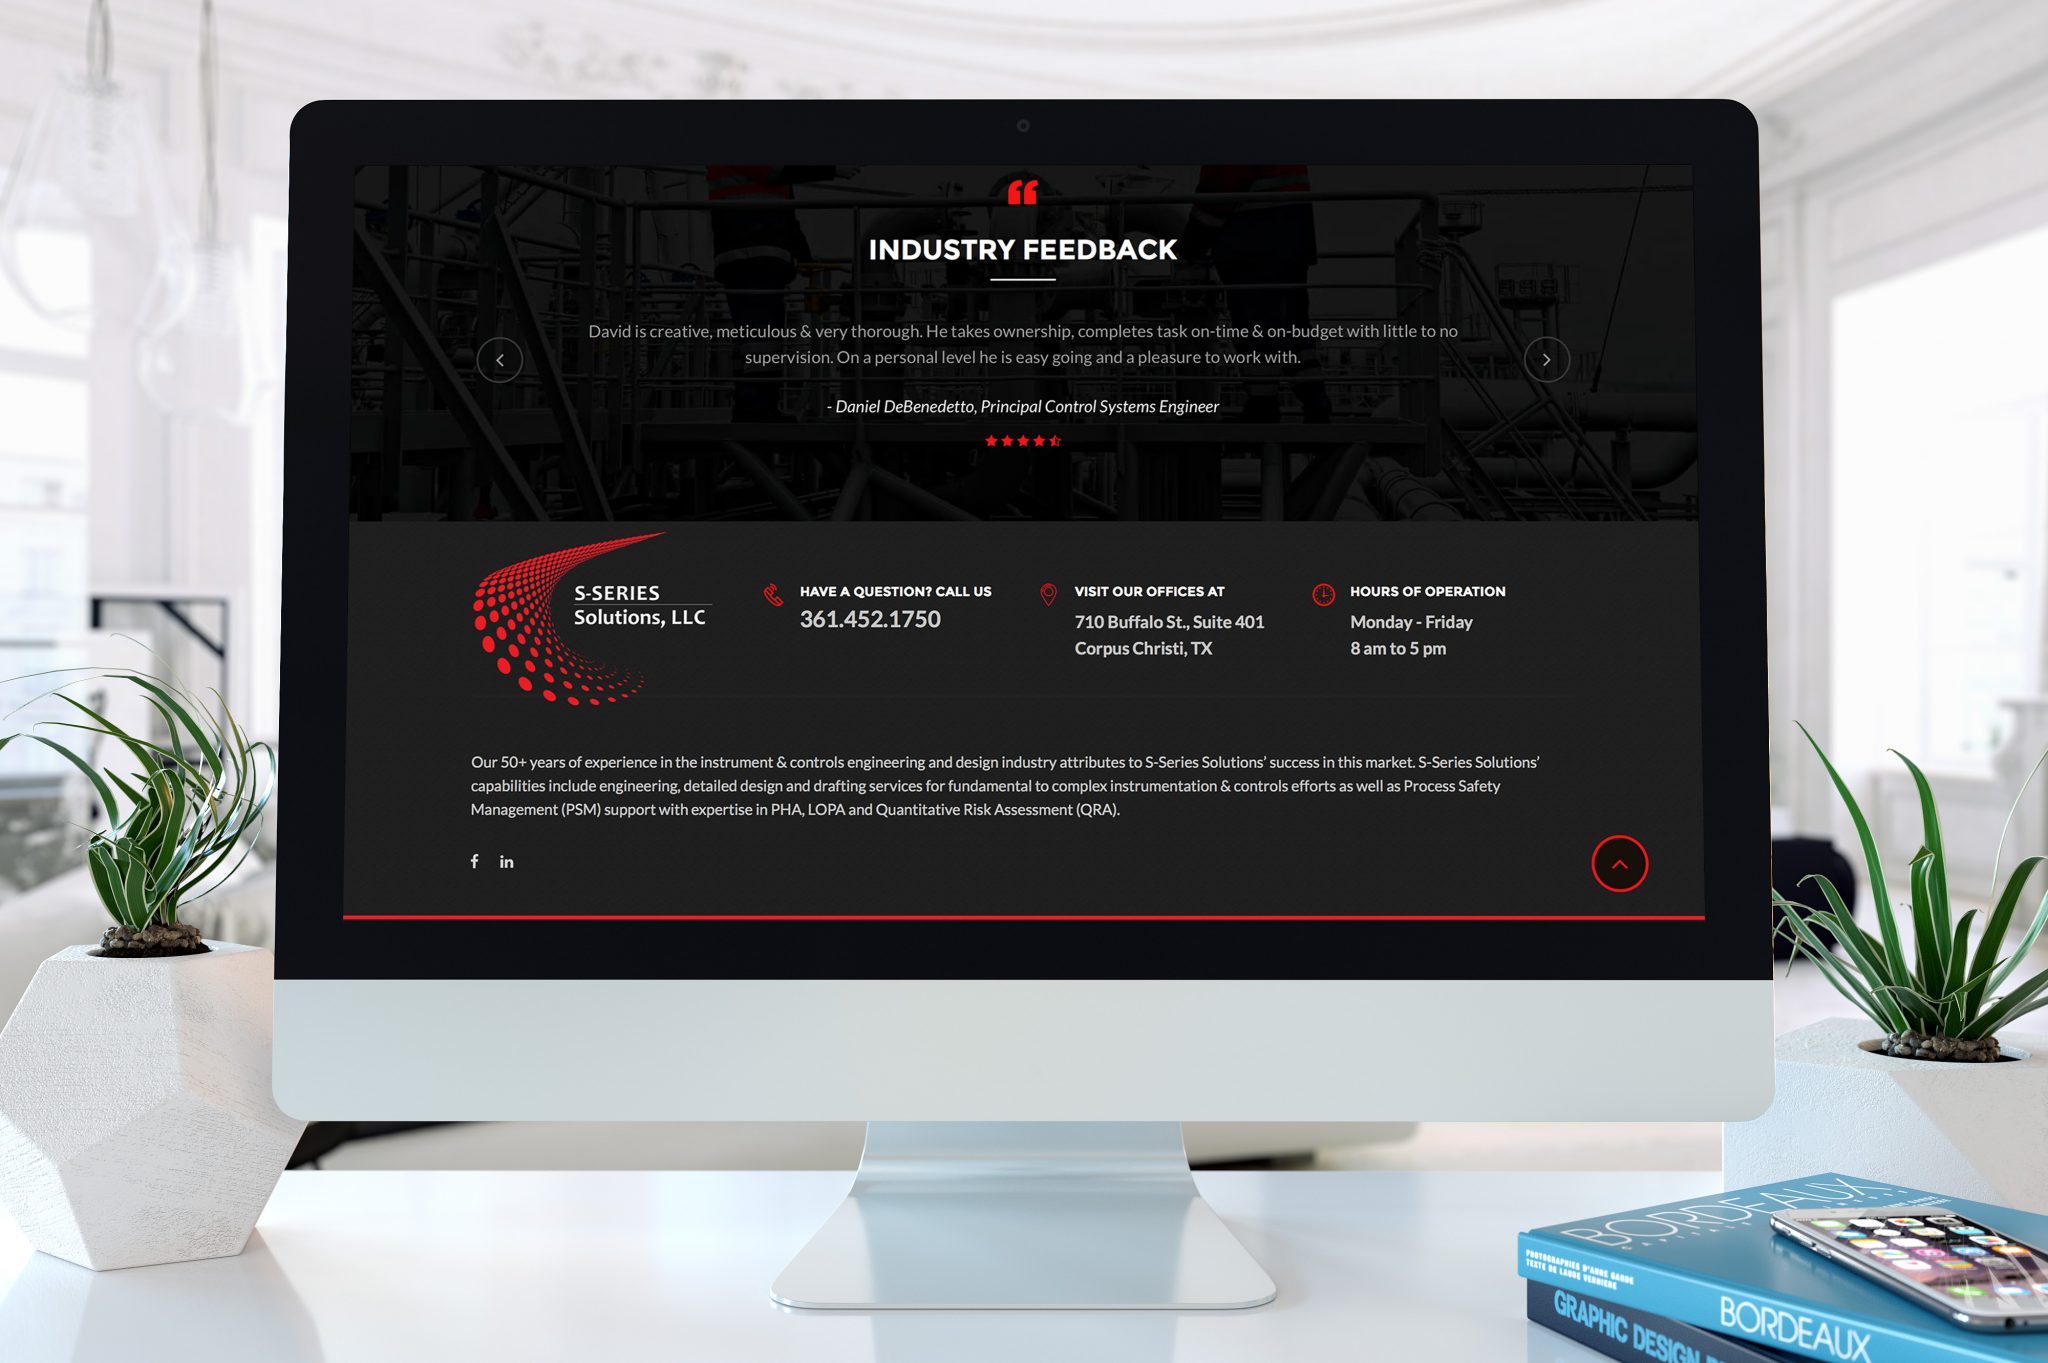 INDUSTRY FEEDBACK
David is creative, meticulous & very thorough. He takes ownership, completes task on-time & on-budget with little to no
supervision. On a personal level he is easy going and a pleasure to work with.
- Daniel DeBenedetto, Principal Control Systems Engineer
S-SERIES
Solutions, LLC
HAVE A QUESTION? CALL US
361.452.1750
VISIT OUR OFFICES AT
710 Buffalo St., Suite 401
Corpus Christi, TX
HOURS OF OPERATION
Monday - Friday
8 am to 5 pm
Our 50+ years of experience in the instrument & controls engineering and design industry attributes to S-Series Solutions’ success in this market. S-Series Solutions’
capabilities include engineering, detailed design and drafting services for fundamental to complex instrumentation & controls efforts as well as Process Safety
Management (PSM) support with expertise in PHA, LOPA and Quantitative Risk Assessment (QRA).
f in
BORDEAUX
PHOTOGRAPHIES D'ANNE GARDE
TEXTE DE LAURE VERNIERE
BORDEAUX
GRAPHIC DESIGN